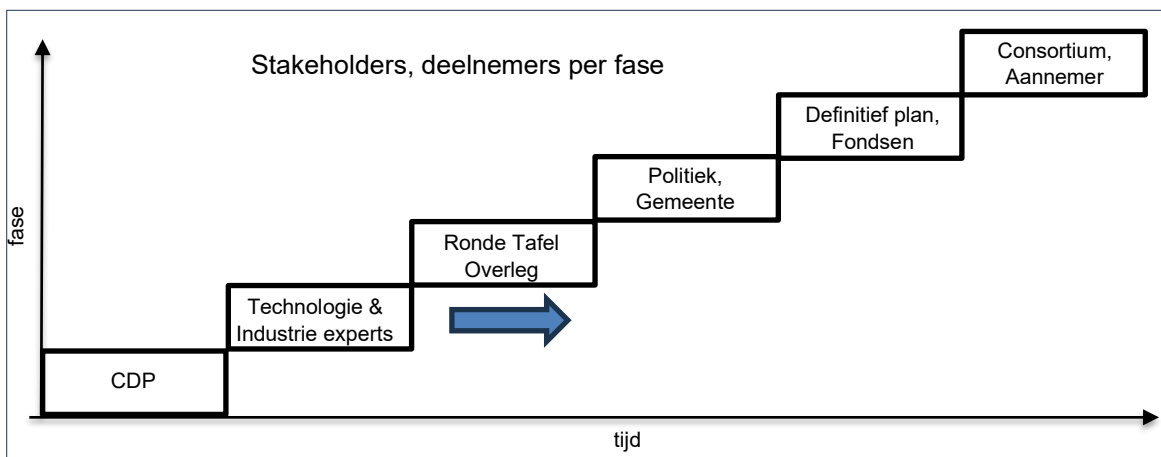 Stakeholders, deelnemers per fase
Consortium,
Aannemer
Definitief plan,
Fondsen
Politiek,
Gemeente
Ronde Tafel
Overleg
Technologie &
Industrie experts
CDP
fase
tijd